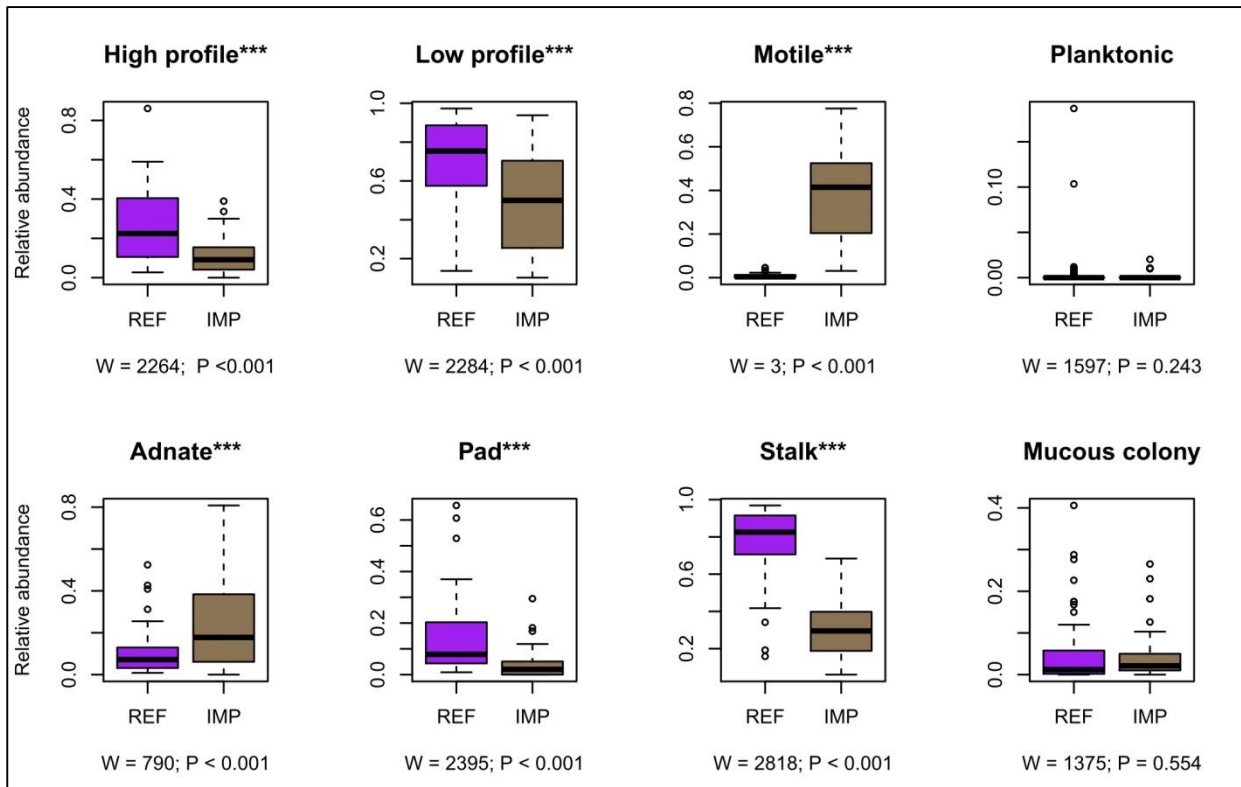 High profile***
Low profile***
Motile***
Planktonic
Relative abundance
0.8
0.4
0.0
REF
IMP
W = 2264; P <0.001
1.0
0.6
0.2
REF
IMP
W = 2284; P < 0.001
0.8
0.6
0.4
0.2
0.0
REF
IMP
W = 3; P < 0.001
0.10
0.00
REF
IMP
W = 1597; P = 0.243
Adnate***
Pad***
Stalk***
Mucous colony
Relative abundance
0.8
0.4
0.0
REF
IMP
W = 790; P < 0.001
0.6
0.4
0.2
0.0
REF
IMP
W = 2395; P < 0.001
1.0
0.6
0.2
REF
IMP
W = 2818; P < 0.001
0.4
0.2
0.0
REF
IMP
W = 1375; P = 0.554